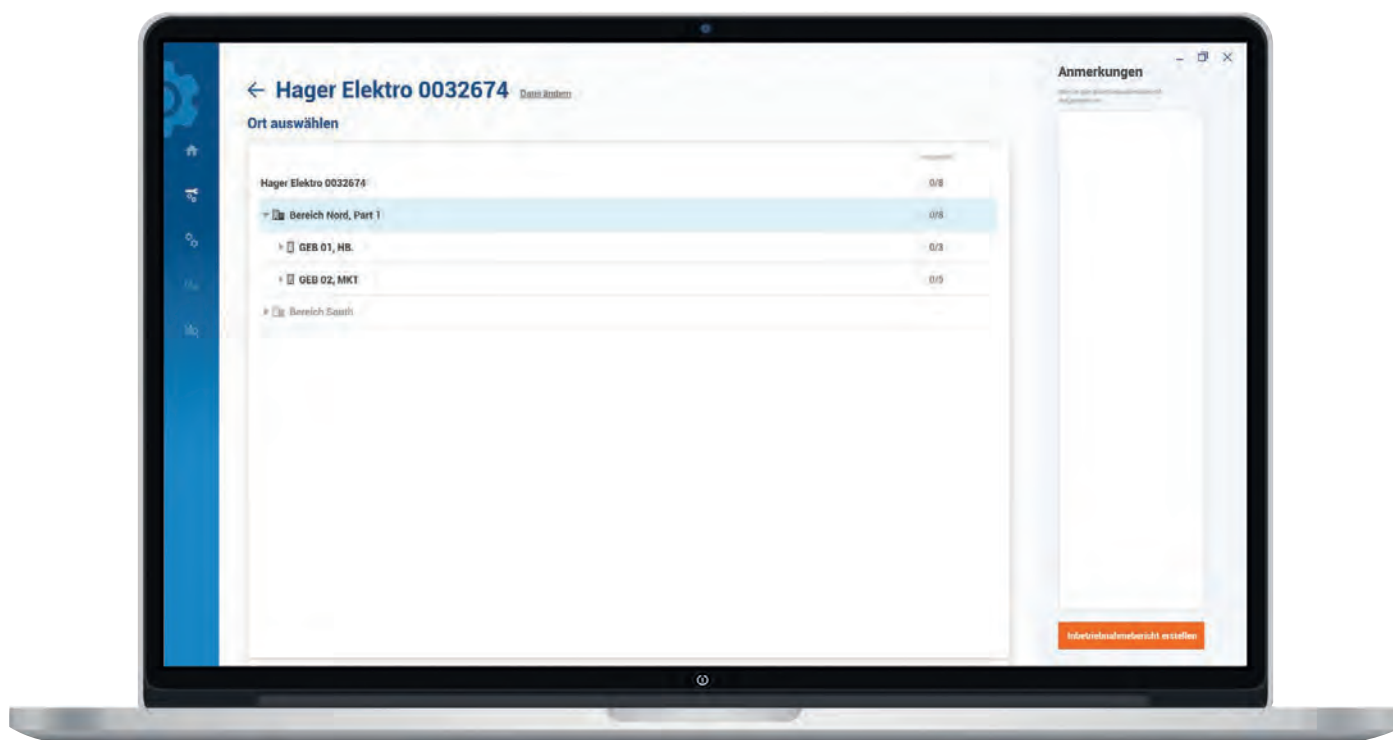 ← Hager Elektro 0032674 Datei ändern
Ort auswählen
Hager Elektro 0032674 0/8
Bereich Nord, Part 1 0/8
GEB 01, HB. 0/3
GEB 02, MKT 0/5
Bereich South
Anmerkungen
Inbetriebnahmebericht erstellen